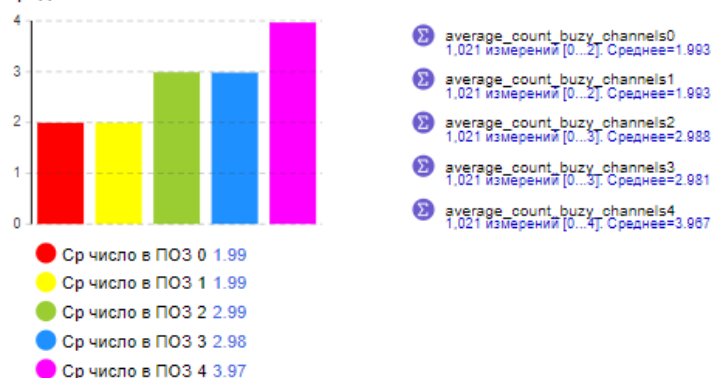 4
3
2
1
0
Ср число в ПОЗ 0 1.99
Ср число в ПОЗ 1 1.99
Ср число в ПОЗ 2 2.99
Ср число в ПОЗ 3 2.98
Ср число в ПОЗ 4 3.97
Σ average_count_buzy_channels0
1,021 измерений [0...2]. Среднее=1.993
Σ average_count_buzy_channels1
1,021 измерений [0...2]. Среднее=1.993
Σ average_count_buzy_channels2
1,021 измерений [0...3]. Среднее=2.988
Σ average_count_buzy_channels3
1,021 измерений [0...3]. Среднее=2.981
Σ average_count_buzy_channels4
1,021 измерений [0...4]. Среднее=3.967